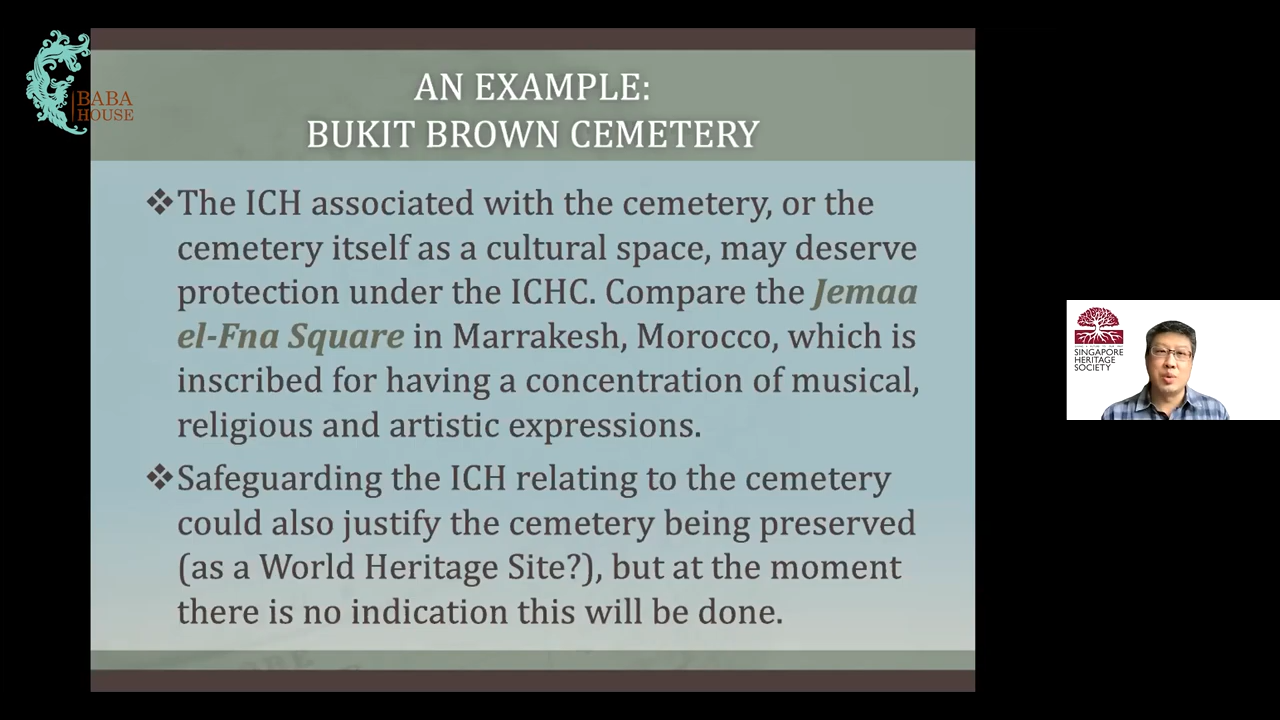 BABA
HOUSE
AN EXAMPLE:
BUKIT BROWN CEMETERY
❖The ICH associated with the cemetery, or the
cemetery itself as a cultural space, may deserve
protection under the ICHC. Compare the Jemaa
el-Fna Square in Marrakesh, Morocco, which is
inscribed for having a concentration of musical,
religious and artistic expressions.
❖Safeguarding the ICH relating to the cemetery
could also justify the cemetery being preserved
(as a World Heritage Site?), but at the moment
there is no indication this will be done.
SINGAPORE
HERITAGE
SOCIETY